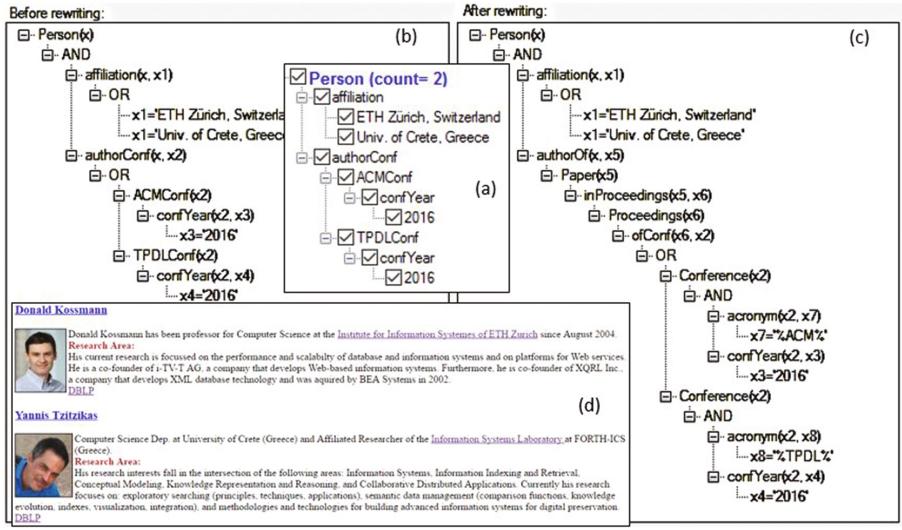 Before rewriting:
(b)
Person(x)
AND
affiliation(x, x1)
OR
x1='ETH Zürich, Switzerla
x1='Univ. of Crete, Greec
authorConf(x, x2)
OR
ACMConf(x2)
confYear(x2, x3)
x3='2016'
TPDLConf(x2)
confYear(x2, x4)
x4='2016'
Person (count= 2)
affiliation
ETH Zürich, Switzerland
Univ. of Crete, Greece
authorConf
ACMConf
(a)
confYear
2016
TPDLConf
confYear
2016
After rewriting:
(c)
Person(x)
AND
affiliation(x, x1)
OR
x1='ETH Zürich, Switzerland'
x1='Univ. of Crete, Greece'
authorOf(x, x5)
Paper(x5)
inProceedings(x5, x6)
Proceedings(x6)
ofConf(x6, x2)
OR
Conference(x2)
AND
acronym(x2, x7)
x7='%ACM%'
confYear(x2, x3)
x3='2016'
Conference(x2)
AND
acronym(x2, x8)
x8='%TPDL%'
confYear(x2, x4)
x4='2016'
Donald Kossmann
Donald Kossmann has been professor for Computer Science at the Institute for Information Systemes of ETH Zurich since August 2004.
Research Area:
His current research is focussed on the performance and scalabilty of database and information systems and on platforms for Web services.
He is a co-founder of i-TV-T AG, a company that develops Web-based information systems. Furthermore, he is co-founder of XQRL Inc.,
a company that develops XML database technology and was aquired by BEA Systems in 2002.
DBLP
(d)
Yannis Tzitzikas
Computer Science Dep. at University of Crete (Greece) and Affiliated Researcher of the Information Systems Laboratory at FORTH-ICS
(Greece).
Research Area:
His research interests fall in the intersection of the following areas: Information Systems, Information Indexing and Retrieval,
Conceptual Modeling, Knowledge Representation and Reasoning, and Collaborative Distributed Applications. Currently his research
focuses on: exploratory searching (principles, techniques, applications), semantic data management (comparison functions, knowledge
evolution, indexes, visualization, integration), and methodologies and technologies for building advanced information systems for digital preservation.
DBLP